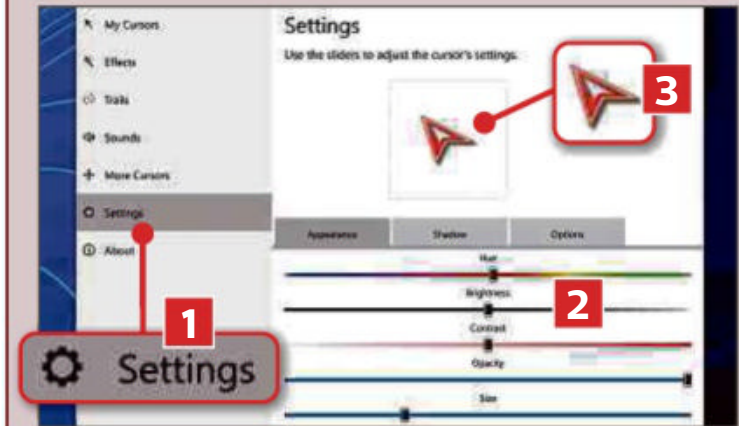 My Cursors
Effects
Trails
Sounds
More Cursors
Settings
About
Settings
Use the sliders to adjust the cursor's settings.
3
Appearance Shadow Options
Hue
Brightness
2
Contrast
Opacity
Size
1
Settings